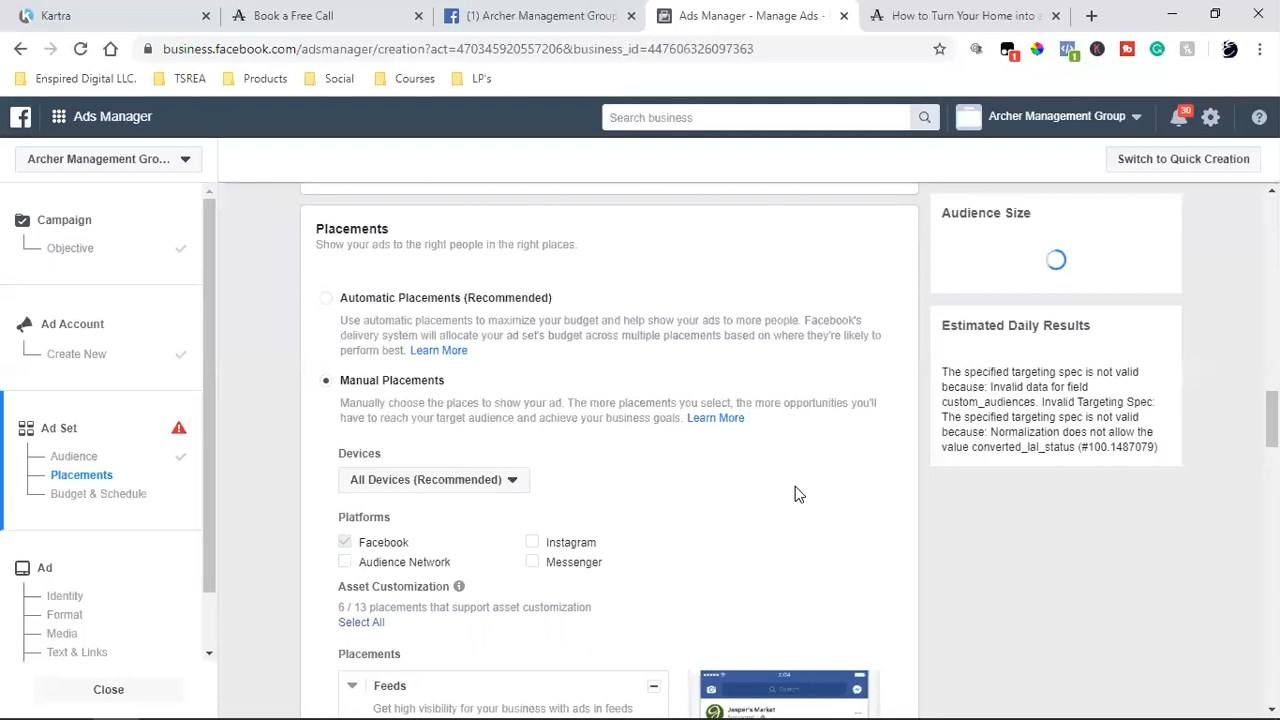 Kartra
Book a Free Call
Archer Management Group
Ads Manager - Manage Ads -
How to Turn Your Home into a
business.facebook.com/adsmanager/creation?act=470345920557206&business_id=447606326097363
Enspired Digital LLC.
TSREA
Products
Social
Courses
LP's
Ads Manager
Search business
Archer Management Group
30
Archer Management Gro...
Switch to Quick Creation
Campaign
Objective
Ad Account
Create New
Ad Set
Audience
Placements
Budget & Schedule
Ad
Identity
Format
Media
Text & Links
Close
Placements
Show your ads to the right people in the right places.
Automatic Placements (Recommended)
Use automatic placements to maximize your budget and help show your ads to more people. Facebook's
delivery system will allocate your ad set's budget across multiple placements based on where they're likely to
perform best. Learn More
Manual Placements
Manually choose the places to show your ad. The more placements you select, the more opportunities you'll
have to reach your target audience and achieve your business goals. Learn More
Devices
All Devices (Recommended)
Platforms
Facebook
Instagram
Audience Network
Messenger
Asset Customization
6 / 13 placements that support asset customization
Select All
Placements
Feeds
Get high visibility for your business with ads in feeds
2:04
Search
Jasper's Market
Audience Size
Estimated Daily Results
The specified targeting spec is not valid
because: Invalid data for field
custom_audiences. Invalid Targeting Spec:
The specified targeting spec is not valid
because: Normalization does not allow the
value converted_lal_status (#100.1487079)